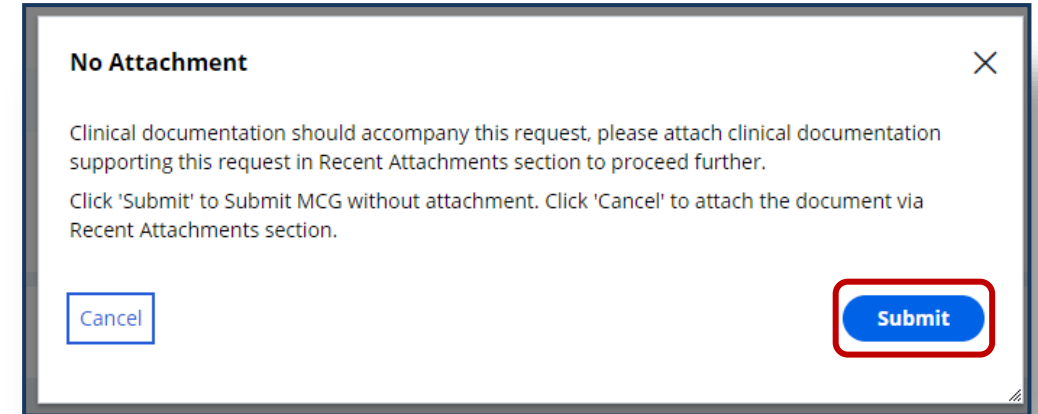 No Attachment
Clinical documentation should accompany this request, please attach clinical documentation
supporting this request in Recent Attachments section to proceed further.
Click 'Submit' to Submit MCG without attachment. Click 'Cancel' to attach the document via
Recent Attachments section.
Cancel
Submit